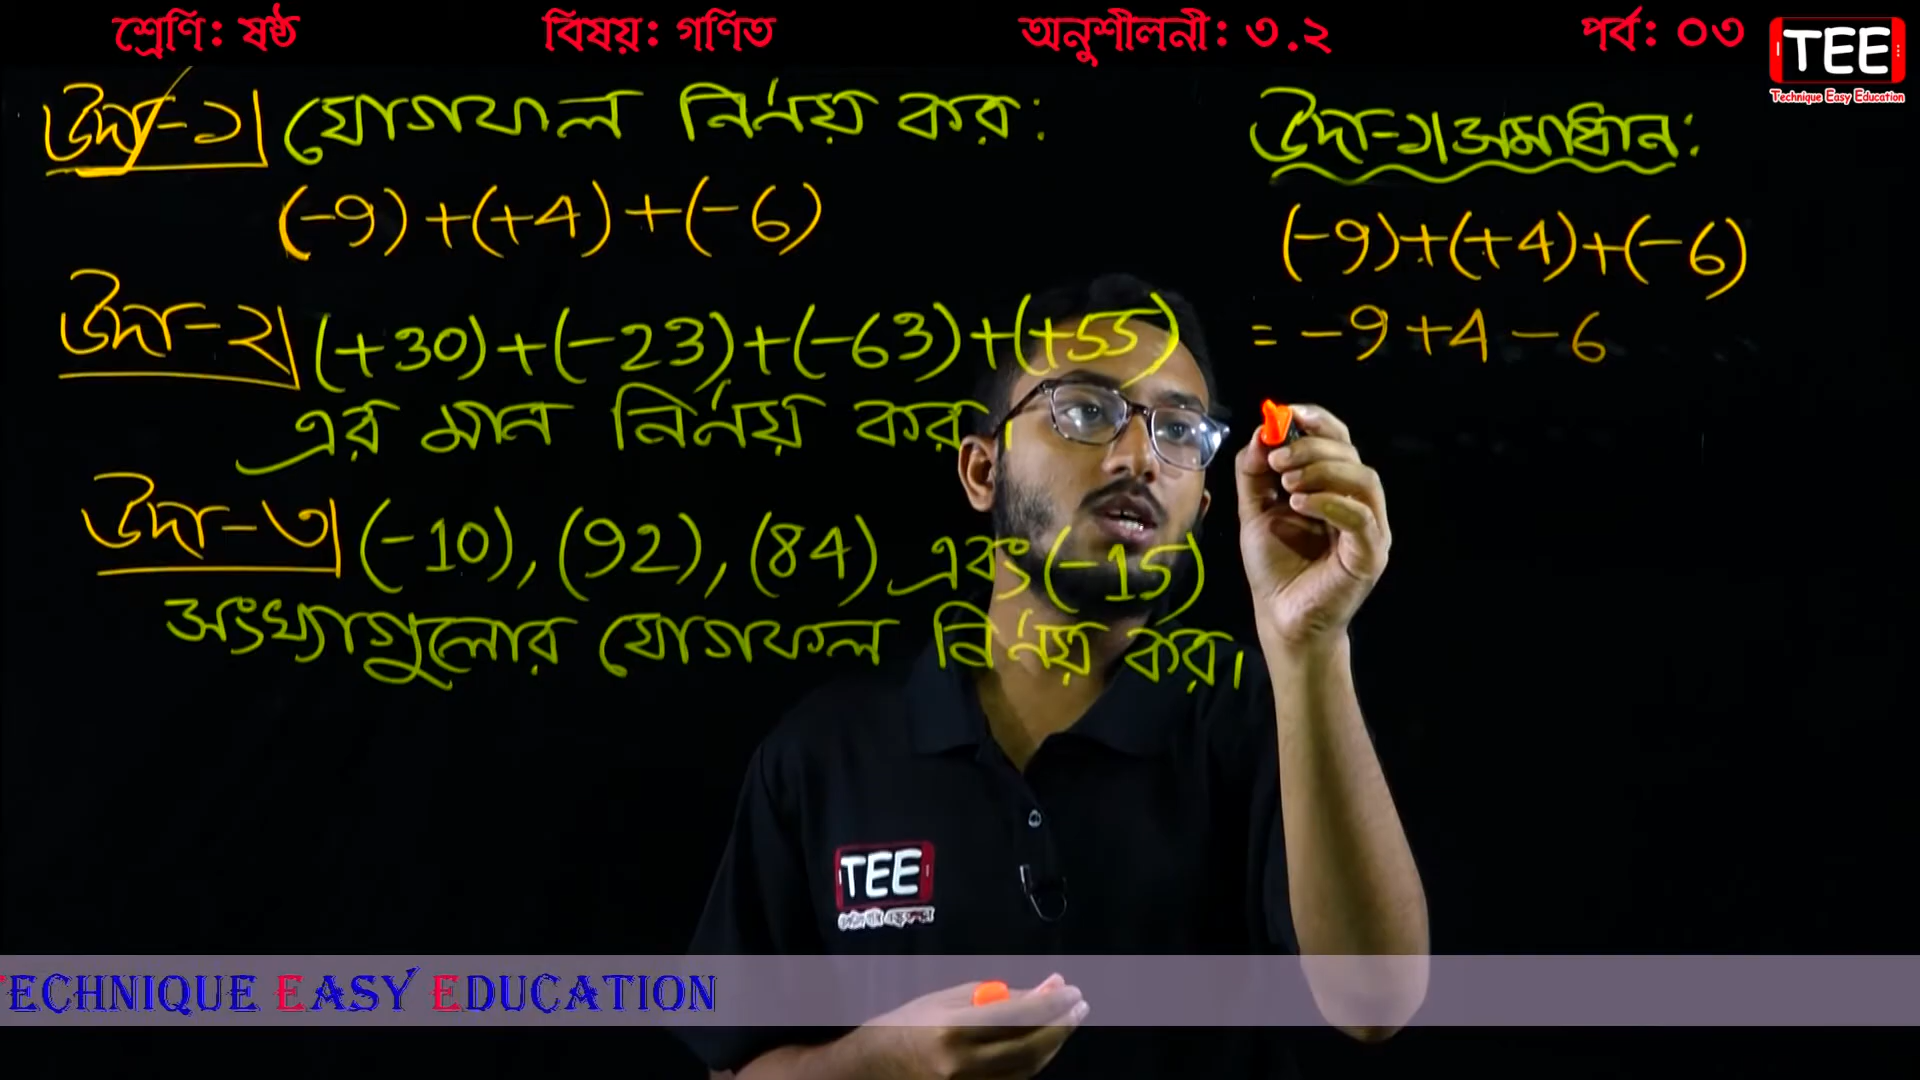 শ্রেণি: ষষ্ঠ বিষয়: গণিত অনুশীলনী: ৩.২ পর্ব: ০৩
TEE
Technique Easy Education
উদা-১। যোগফল নির্ণয় কর:
(-9)+(+4)+(-6)
উদা-২। (+30)+(-23)+(-63)+(+55)
এর মান নির্ণয় কর।
উদা-৩। (-10), (92), (84) এবং (-15)
সংখ্যাগুলোর যোগফল নির্ণয় কর।
উদা-১। সমাধান:
(-9)+(+4)+(-6)
= -9+4-6
TEE
TECHNIQUE EASY EDUCATION